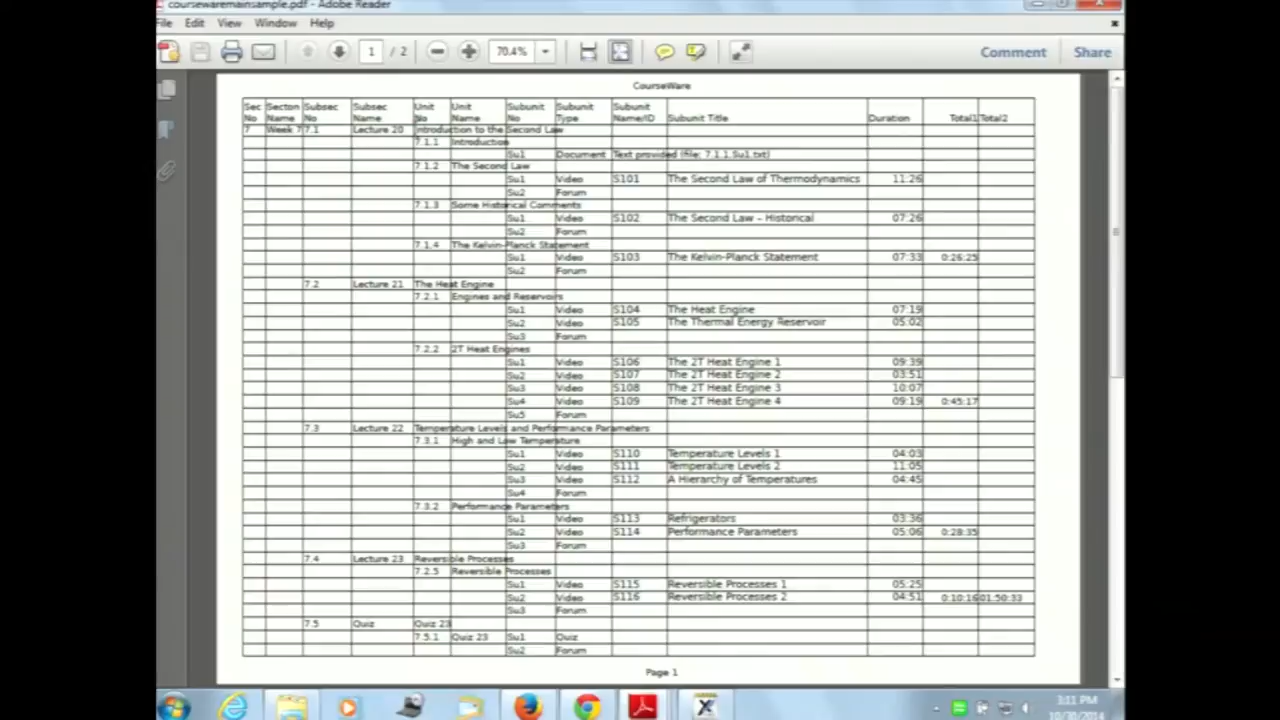 coursewaremainsample.pdf - Adobe Reader
File Edit View Window Help
1 / 2 70.4% Comment Share
CourseWare
Sec No Secton Name Subsec No Subsec Name Unit No Unit Name Subunit No Subunit Type Subunit Name/ID Subunit Title Duration Total1 Total2
7 Week 7 7.1 Lecture 20 Introduction to the Second Law
7.1.1 Introduction
Su1 Document Text provided (file: 7.1.1.Su1.txt)
7.1.2 The Second Law
Su1 Video S101 The Second Law of Thermodynamics 11:26
Su2 Forum
7.1.3 Some Historical Comments
Su1 Video S102 The Second Law – Historical 07:26
Su2 Forum
7.1.4 The Kelvin-Planck Statement
Su1 Video S103 The Kelvin-Planck Statement 07:33 0:26:25
Su2 Forum
7.2 Lecture 21 The Heat Engine
7.2.1 Engines and Reservoirs
Su1 Video S104 The Heat Engine 07:19
Su2 Video S105 The Thermal Energy Reservoir 05:02
Su3 Forum
7.2.2 2T Heat Engines
Su1 Video S106 The 2T Heat Engine 1 09:39
Su2 Video S107 The 2T Heat Engine 2 03:51
Su3 Video S108 The 2T Heat Engine 3 10:07
Su4 Video S109 The 2T Heat Engine 4 09:19 0:45:17
Su5 Forum
7.3 Lecture 22 Temperature Levels and Performance Parameters
7.3.1 High and Low Temperature
Su1 Video S110 Temperature Levels 1 04:03
Su2 Video S111 Temperature Levels 2 11:05
Su3 Video S112 A Hierarchy of Temperatures 04:45
Su4 Forum
7.3.2 Performance Parameters
Su1 Video S113 Refrigerators 03:36
Su2 Video S114 Performance Parameters 05:06 0:28:35
Su3 Forum
7.4 Lecture 23 Reversible Processes
7.2.5 Reversible Processes
Su1 Video S115 Reversible Processes 1 05:25
Su2 Video S116 Reversible Processes 2 04:51 0:10:16 01:50:33
Su3 Forum
7.5 Quiz Quiz 23
7.5.1 Quiz 23 Su1 Quiz
Su2 Forum
Page 1
3:11 PM
10/30/2014